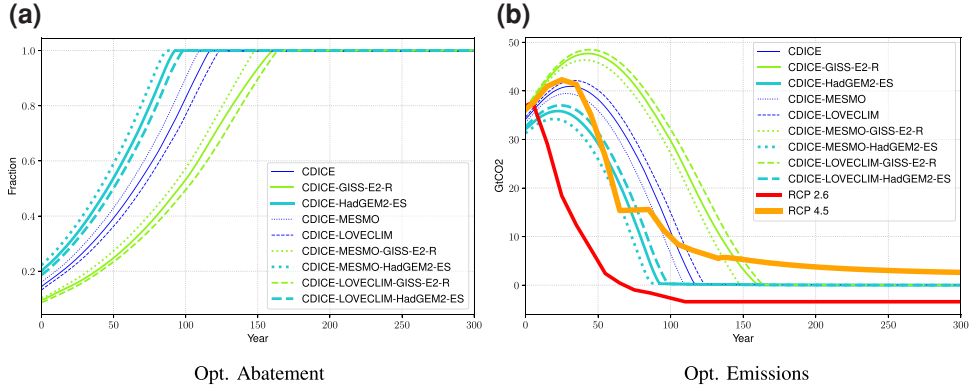 (a)
1.0
0.8
0.6
0.4
0.2
Fraction
0
50
100
150
200
250
300
Year
CDICE
CDICE-GISS-E2-R
CDICE-HadGEM2-ES
CDICE-MESMO
CDICE-LOVECLIM
CDICE-MESMO-GISS-E2-R
CDICE-MESMO-HadGEM2-ES
CDICE-LOVECLIM-GISS-E2-R
CDICE-LOVECLIM-HadGEM2-ES
Opt. Abatement
(b)
50
40
30
20
10
0
GtCO2
0
50
100
150
200
250
300
Year
CDICE
CDICE-GISS-E2-R
CDICE-HadGEM2-ES
CDICE-MESMO
CDICE-LOVECLIM
CDICE-MESMO-GISS-E2-R
CDICE-MESMO-HadGEM2-ES
CDICE-LOVECLIM-GISS-E2-R
CDICE-LOVECLIM-HadGEM2-ES
RCP 2.6
RCP 4.5
Opt. Emissions